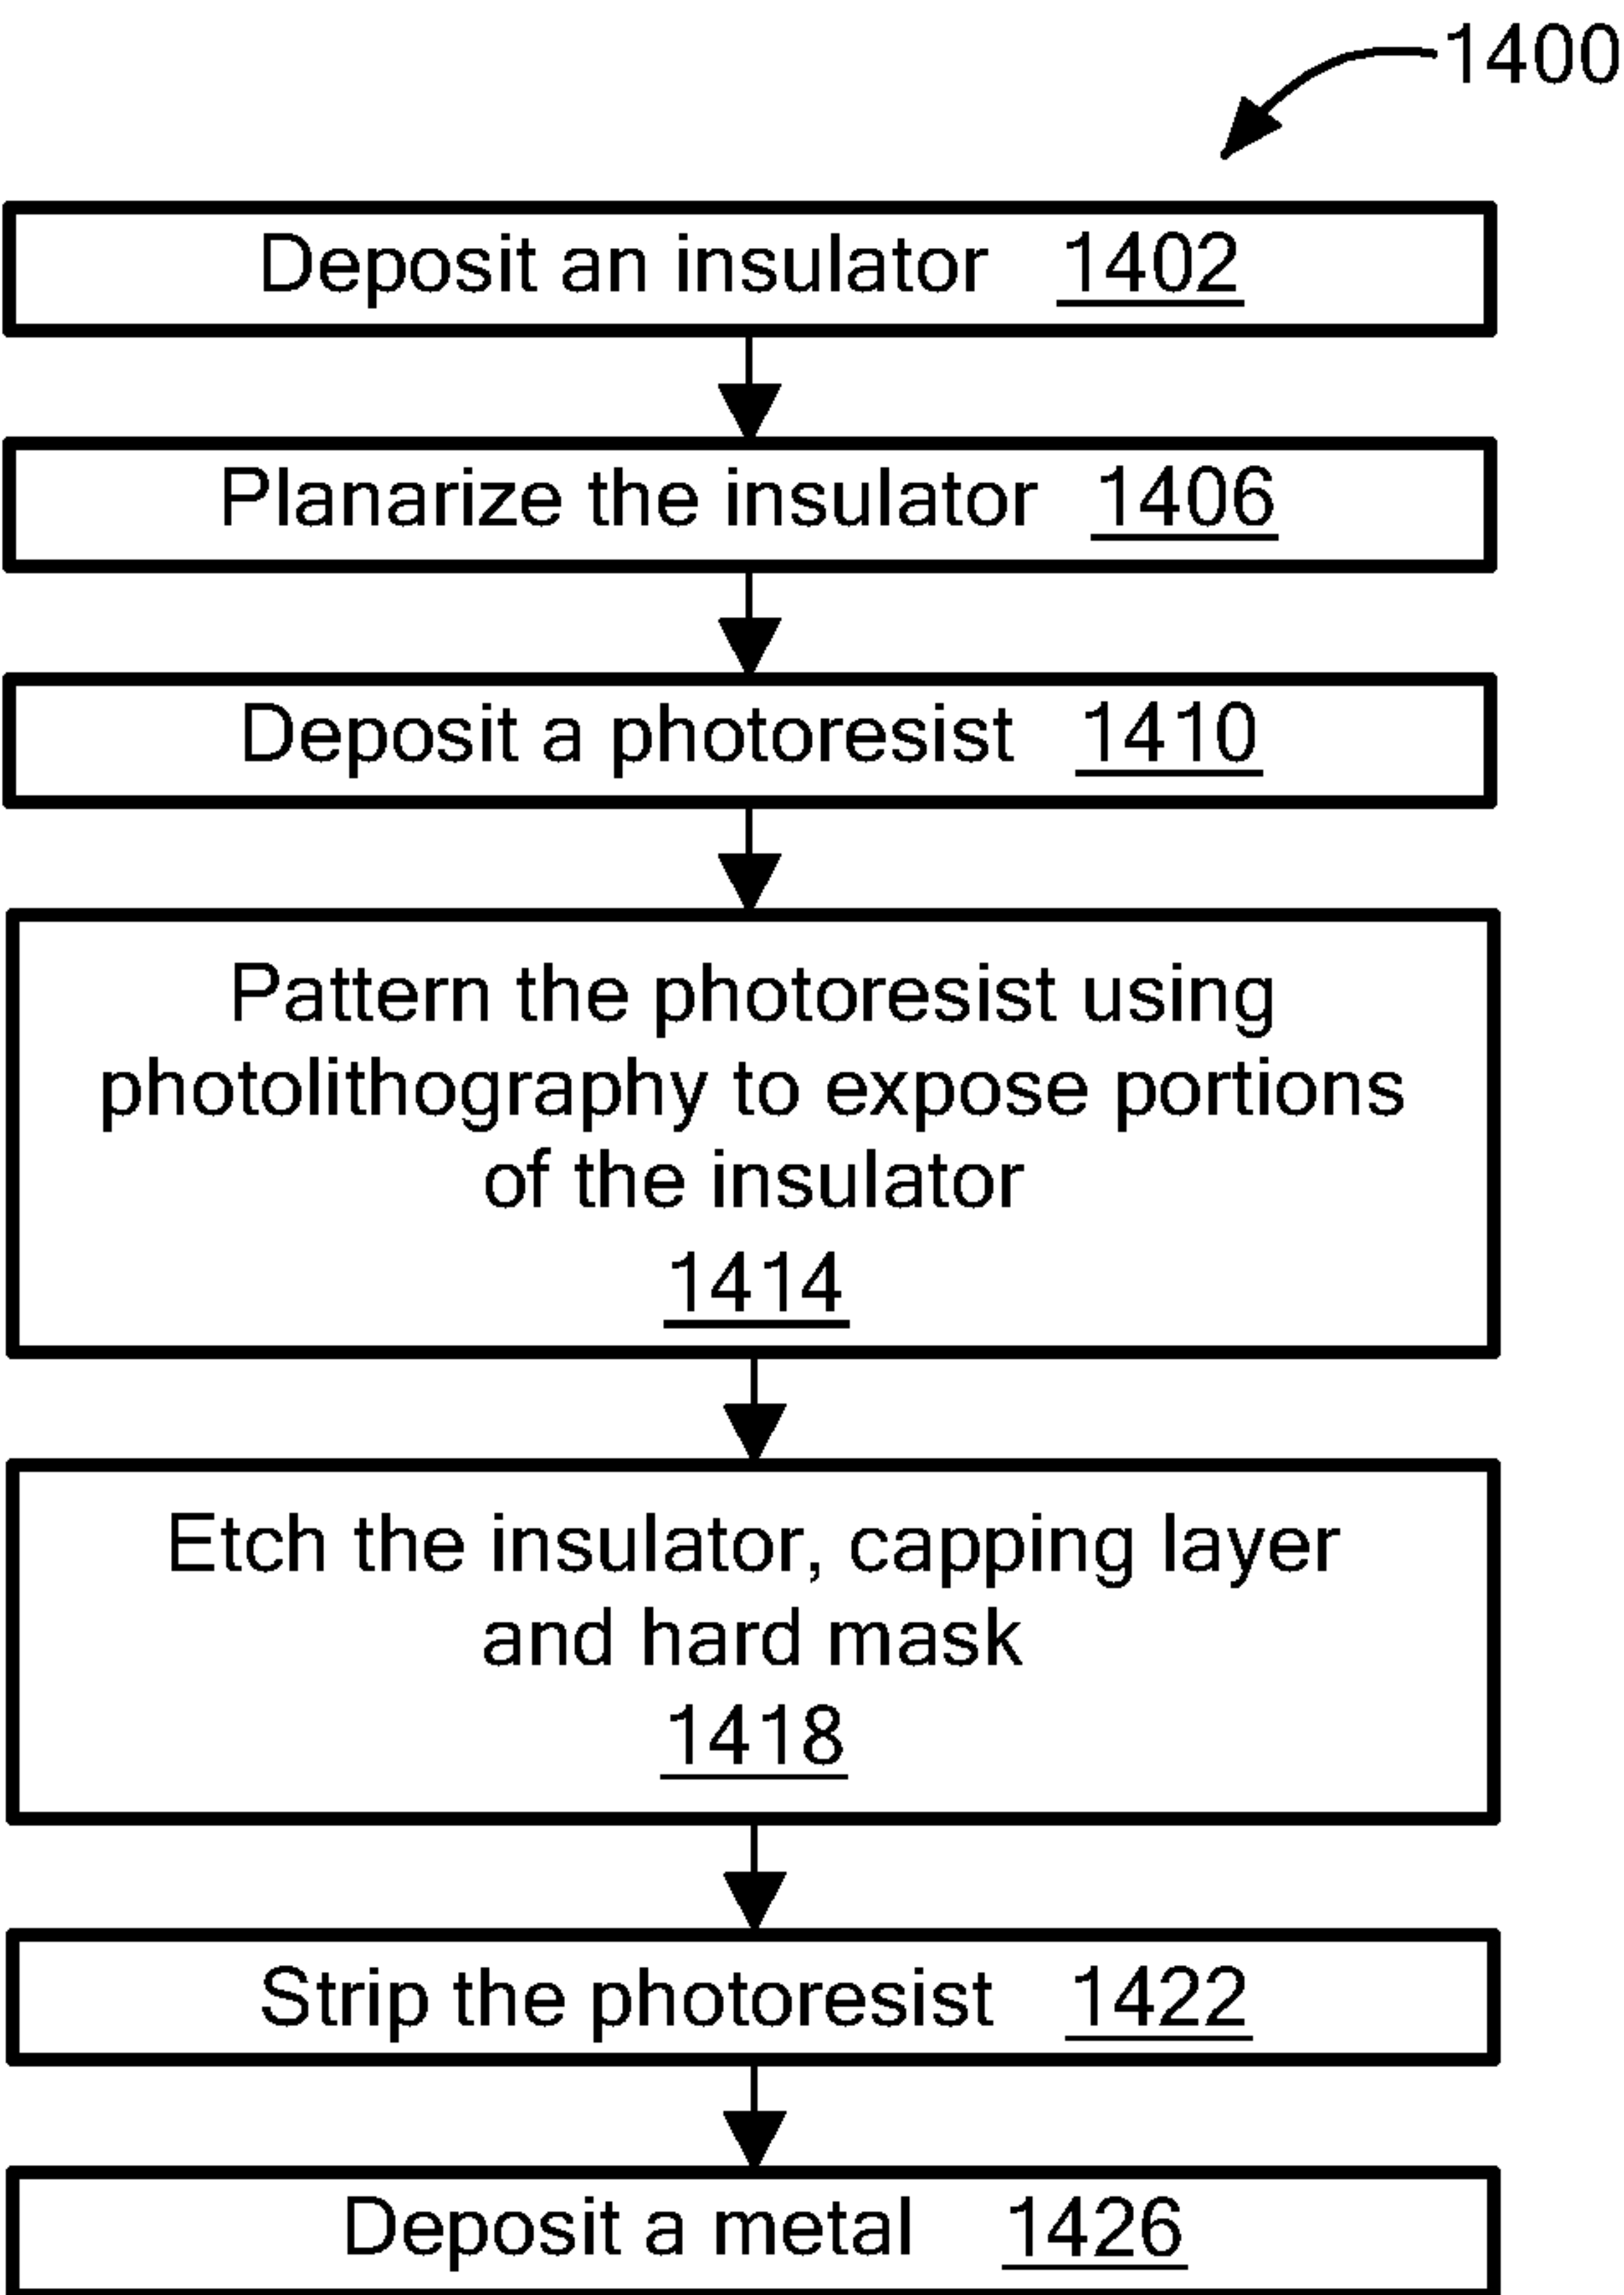 1400
Deposit an insulator 1402
Planarize the insulator 1406
Deposit a photoresist 1410
Pattern the photoresist using
photolithography to expose portions
of the insulator
1414
Etch the insulator, capping layer
and hard mask
1418
Strip the photoresist 1422
Deposit a metal 1426